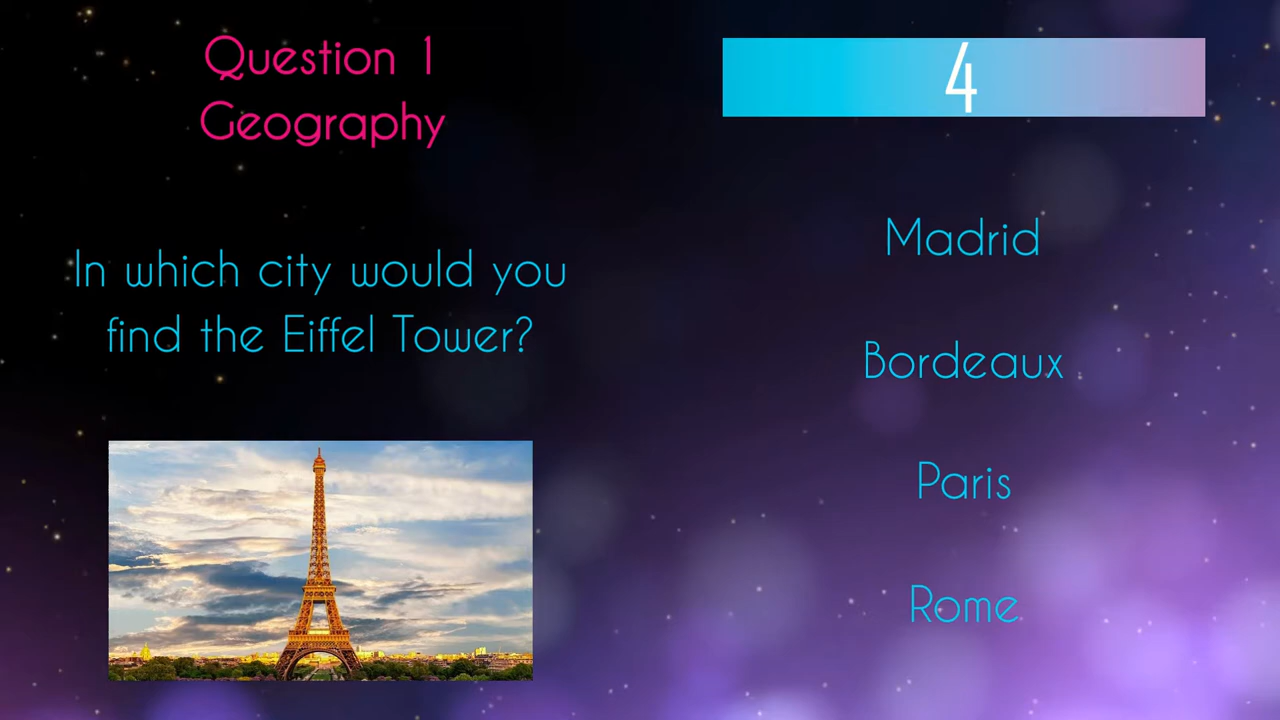 Question 1
Geography
In which city would you
find the Eiffel Tower?
4
Madrid
Bordeaux
Paris
Rome